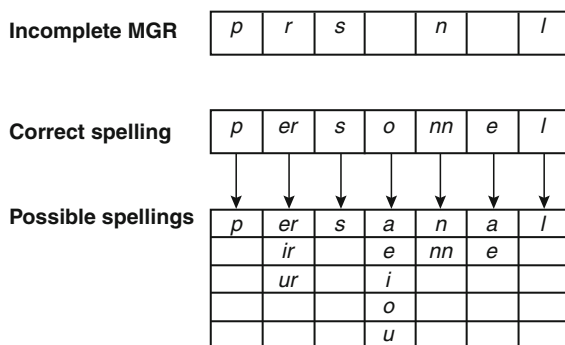 Incomplete MGR p r s n l
Correct spelling p er s o nn e l
Possible spellings p er s a n a l
ir e nn e
ur i
o
u